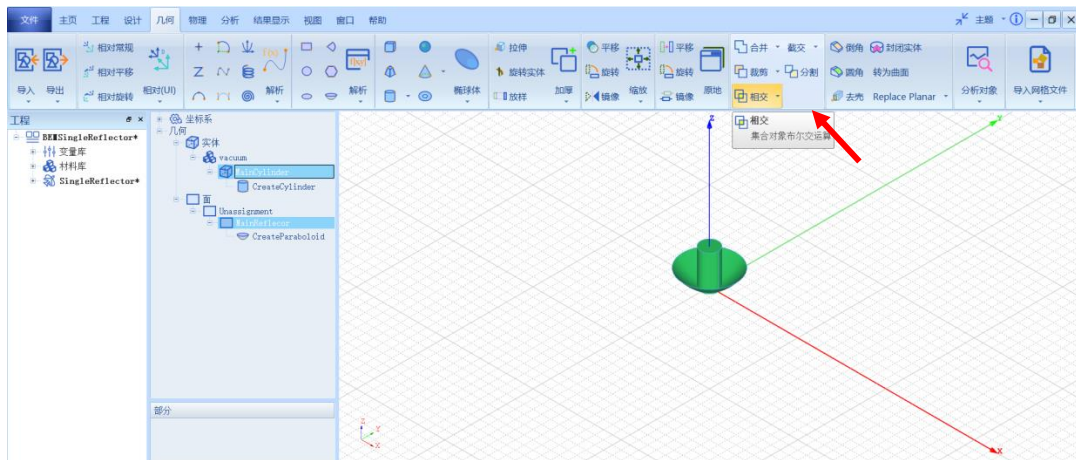 文件 主页 工程 设计 几何 物理 分析 结果显示 视图 窗口 帮助 主题
相对常规 拉伸 平移 平移 合并 截交 倒角 封闭实体
相对平移 旋转实体 旋转 旋转 裁剪 分割 圆角 转为曲面
导入 导出 相对(UI) 解析 解析 椭球体 加厚 缩放 原地 分析对象 导入网格文件
相对旋转 放样 镜像 镜像 相交 去壳 Replace Planar
工程
BEMSingleReflector*
变量库
材料库
SingleReflector*
坐标系
几何
实体
vacuum
MainCylinder
CreateCylinder
面
Unassignment
MainReflecor
CreateParaboloid
部分
相交
集合对象布尔交运算
Z
Y
X
Z
Y
X